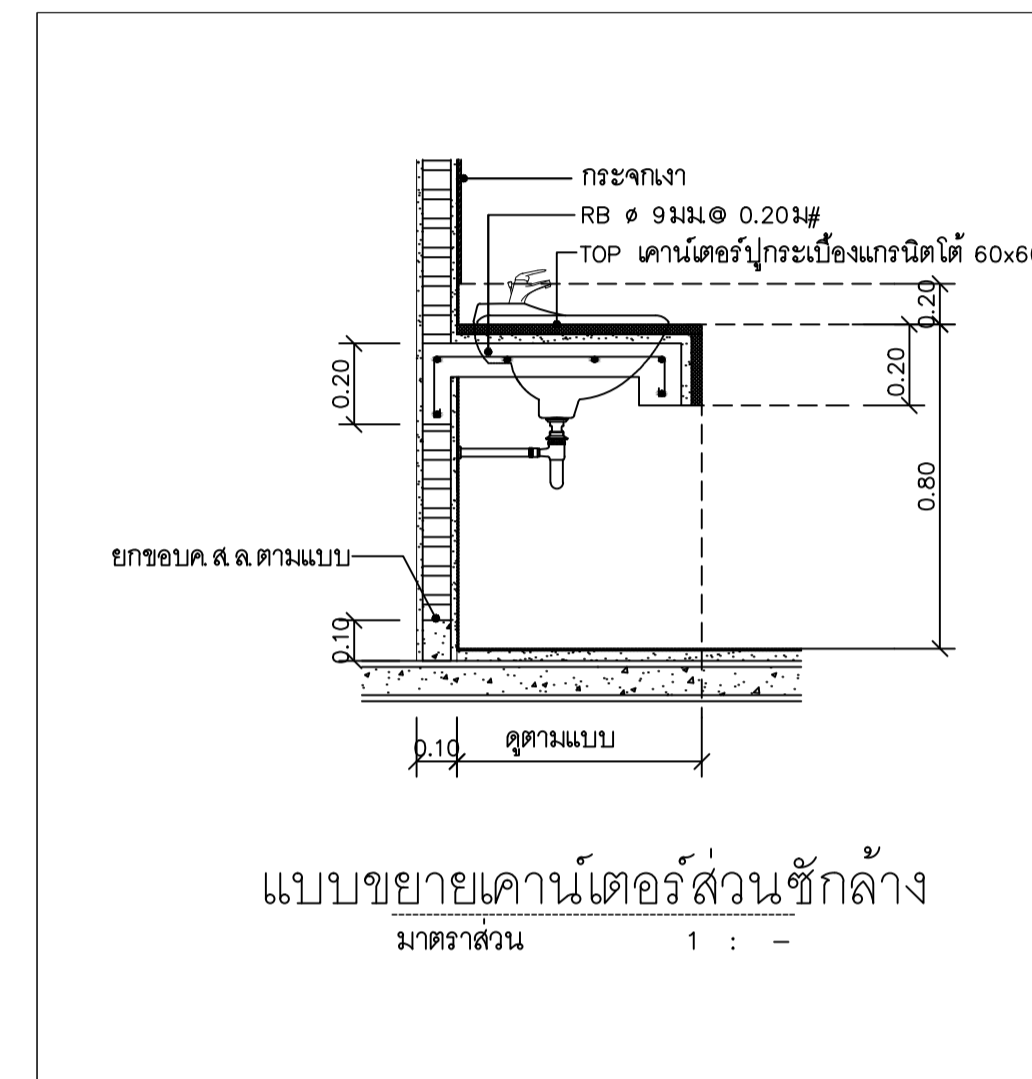 กระจกเงา
RB ø 9มม.@ 0.20ม#
TOP เคาน์เตอร์ปูกระเบื้องแกรนิตโต้ 60x60
0.20
0.20
0.20
0.80
ยกขอบค.ส.ล.ตามแบบ
0.10
0.10
ดูตามแบบ
แบบขยายเคาน์เตอร์ส่วนซักล้าง
มาตราส่วน 1 : -